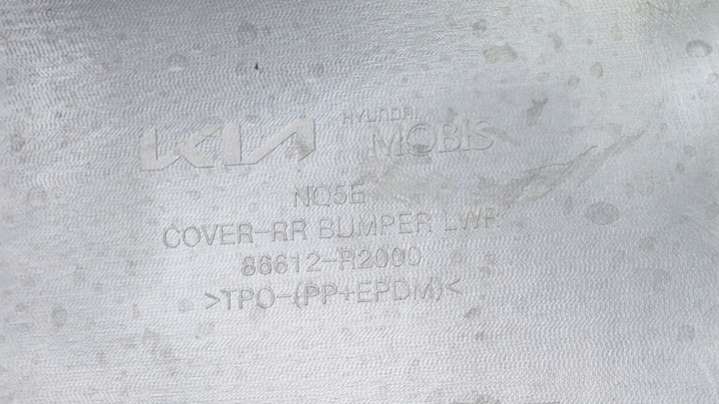 KIA HYUNDAI MOBIS
NQ5E
COVER-RR BUMPER LWR
86612-R2000
>TPO-(PP+EPDM)<